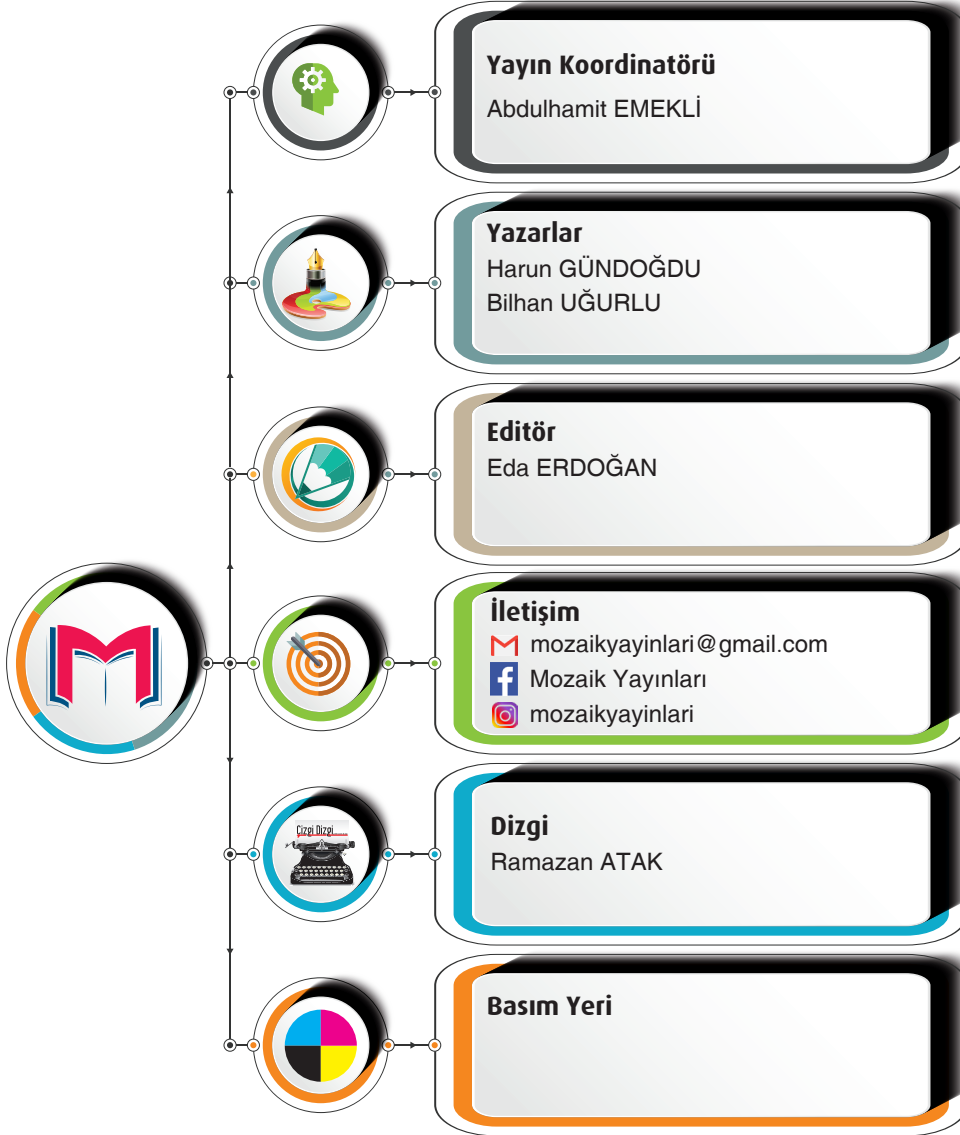 Yayın Koordinatörü
Abdulhamit EMEKLİ
Yazarlar
Harun GÜNDOĞDU
Bilhan UĞURLU
Editör
Eda ERDOĞAN
İletişim
mozaikyayinlari@gmail.com
Mozaik Yayınları
mozaikyayinlari
Çizgi Dizgi
Dizgi
Ramazan ATAK
Basım Yeri